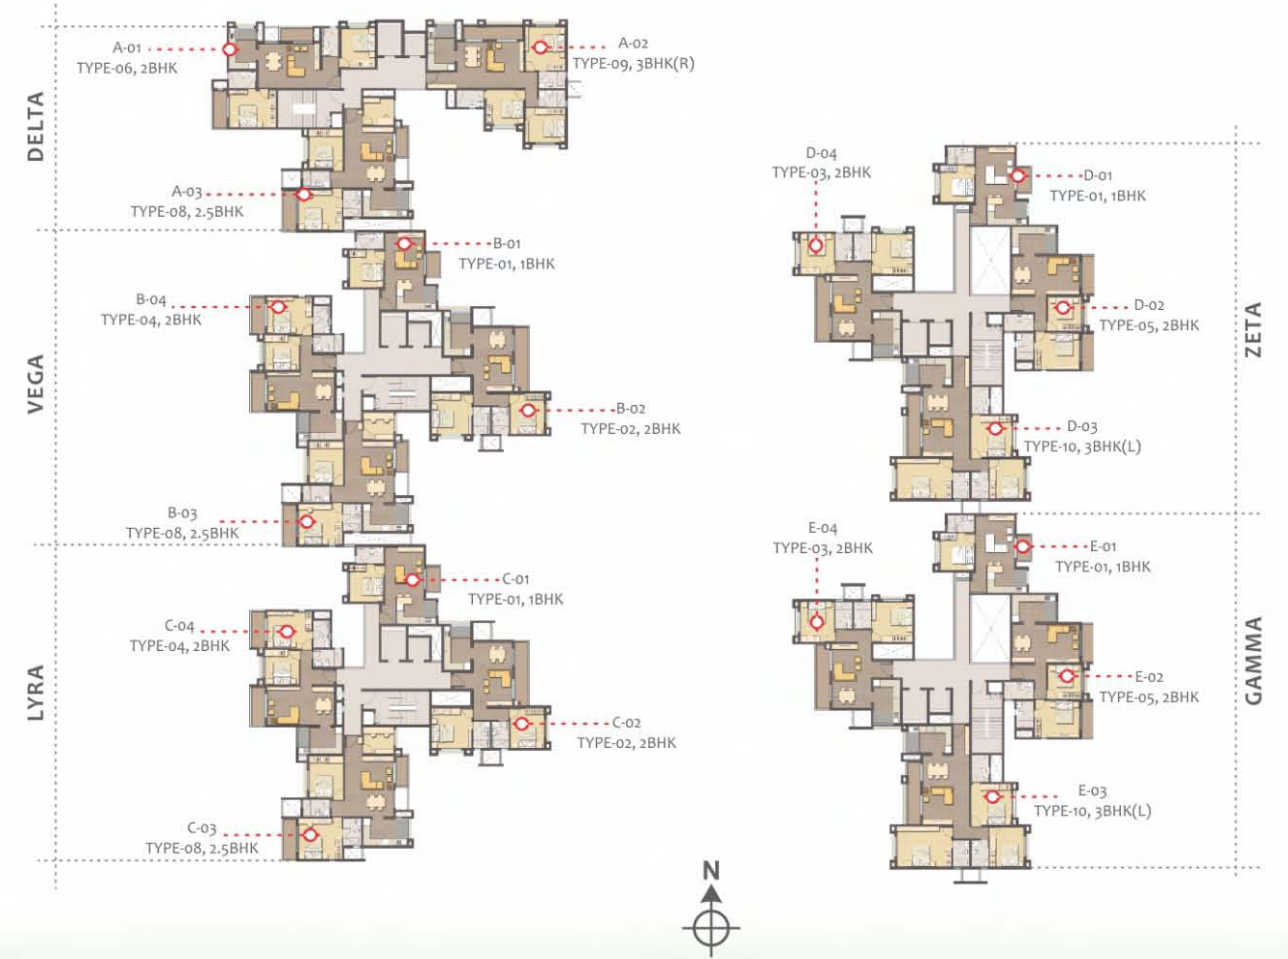 DELTA
A-01
TYPE-06, 2BHK
A-02
TYPE-09, 3BHK(R)
A-03
TYPE-08, 2.5BHK
VEGA
B-01
TYPE-01, 1BHK
B-04
TYPE-04, 2BHK
B-02
TYPE-02, 2BHK
B-03
TYPE-08, 2.5BHK
LYRA
C-01
TYPE-01, 1BHK
C-04
TYPE-04, 2BHK
C-02
TYPE-02, 2BHK
C-03
TYPE-08, 2.5BHK
ZETA
D-04
TYPE-03, 2BHK
D-01
TYPE-01, 1BHK
D-02
TYPE-05, 2BHK
D-03
TYPE-10, 3BHK(L)
GAMMA
E-04
TYPE-03, 2BHK
E-01
TYPE-01, 1BHK
E-02
TYPE-05, 2BHK
E-03
TYPE-10, 3BHK(L)
N